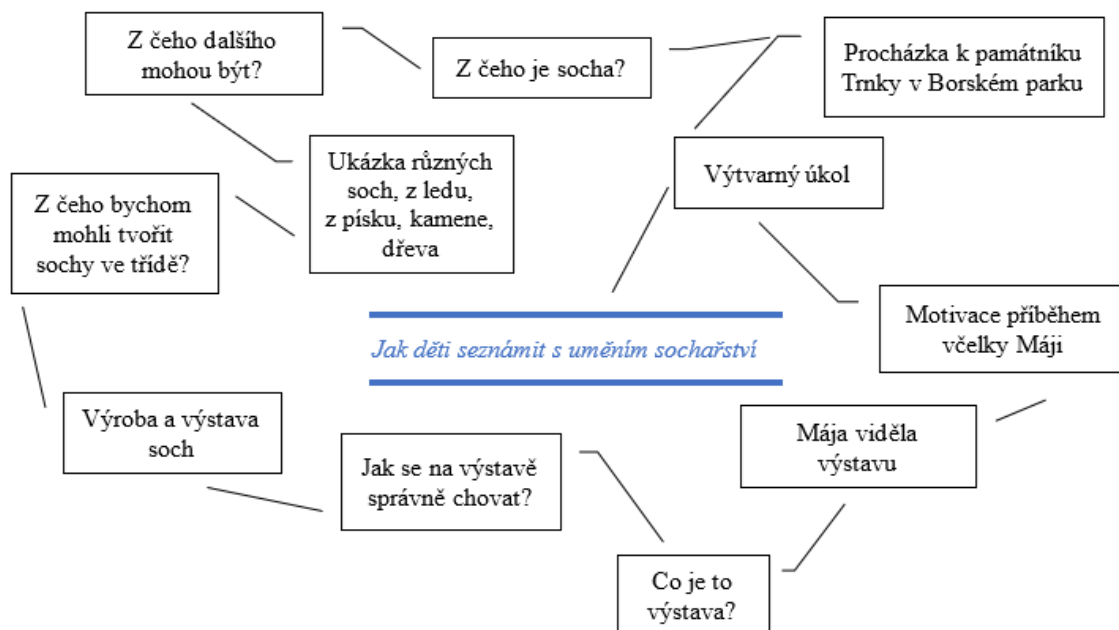 Z čeho dalšího
mohou být?
Z čeho je socha?
Procházka k památníku
Trnky v Borském parku
Ukázka různých
soch, z ledu,
z písku, kamene,
dřeva
Výtvarný úkol
Z čeho bychom
mohli tvořit
sochy ve třídě?
Motivace příběhem
včelky Máji
Jak děti seznámit s uměním sochařství
Výroba a výstava
soch
Jak se na výstavě
správně chovat?
Mája viděla
výstavu
Co je to
výstava?